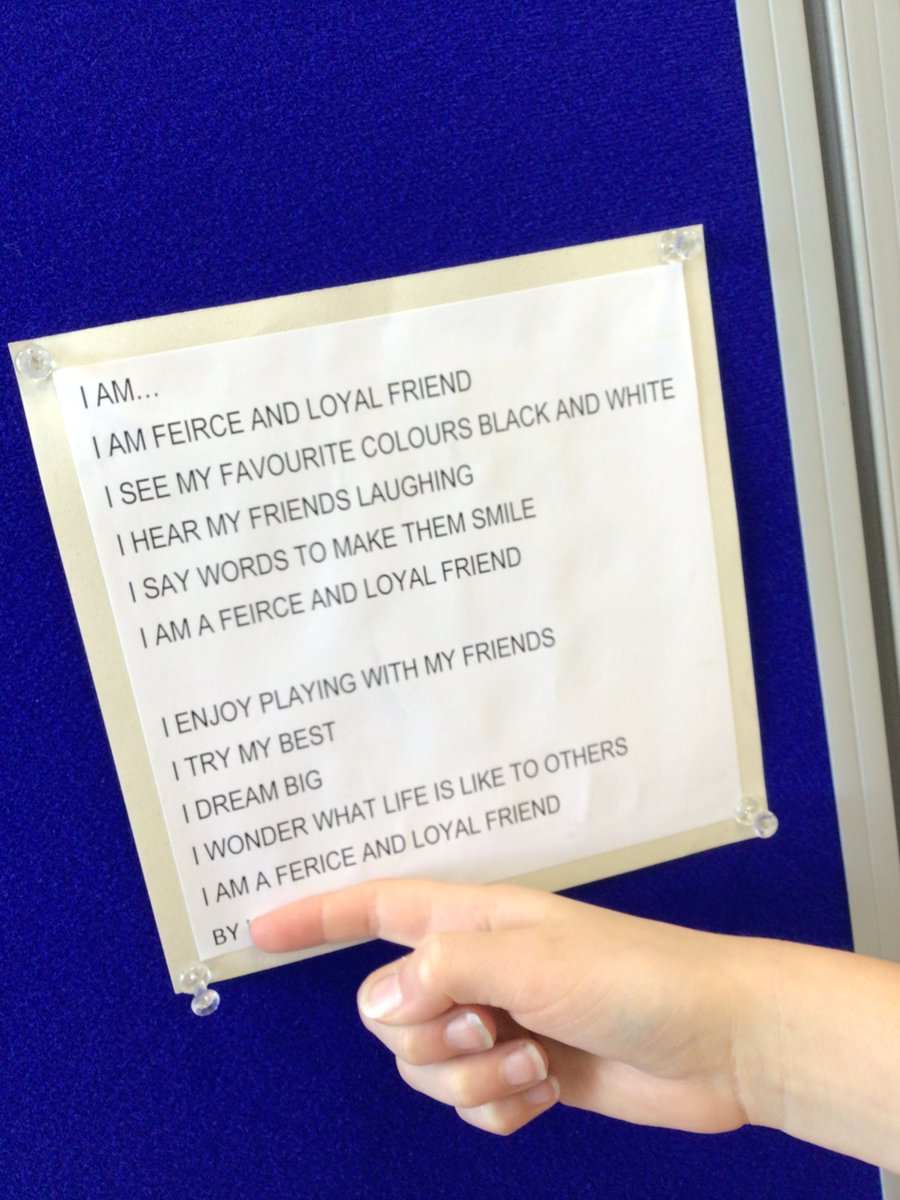 I AM...
I AM FEIRCE AND LOYAL FRIEND
I SEE MY FAVOURITE COLOURS BLACK AND WHITE
I HEAR MY FRIENDS LAUGHING
I SAY WORDS TO MAKE THEM SMILE
I AM A FEIRCE AND LOYAL FRIEND
I ENJOY PLAYING WITH MY FRIENDS
I TRY MY BEST
I DREAM BIG
I WONDER WHAT LIFE IS LIKE TO OTHERS
I AM A FERICE AND LOYAL FRIEND
BY